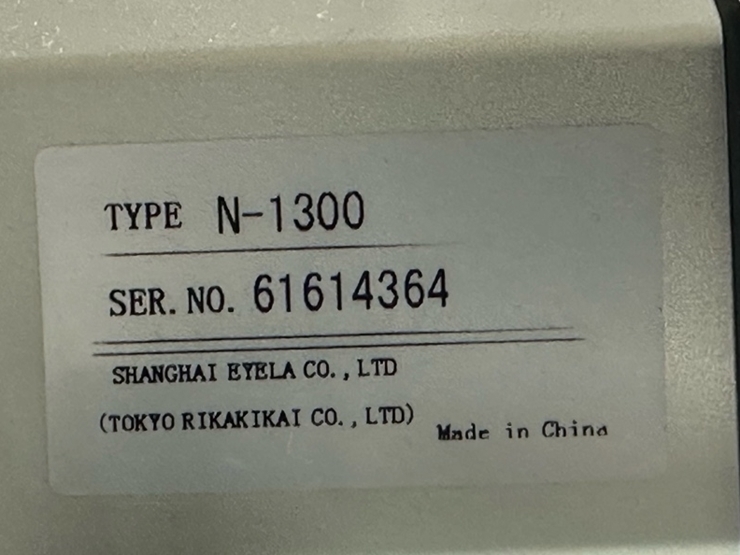 TYPE N-1300
SER. NO. 61614364
SHANGHAI EYELA CO., LTD
(TOKYO RIKAKIKAI CO., LTD)
Made in China